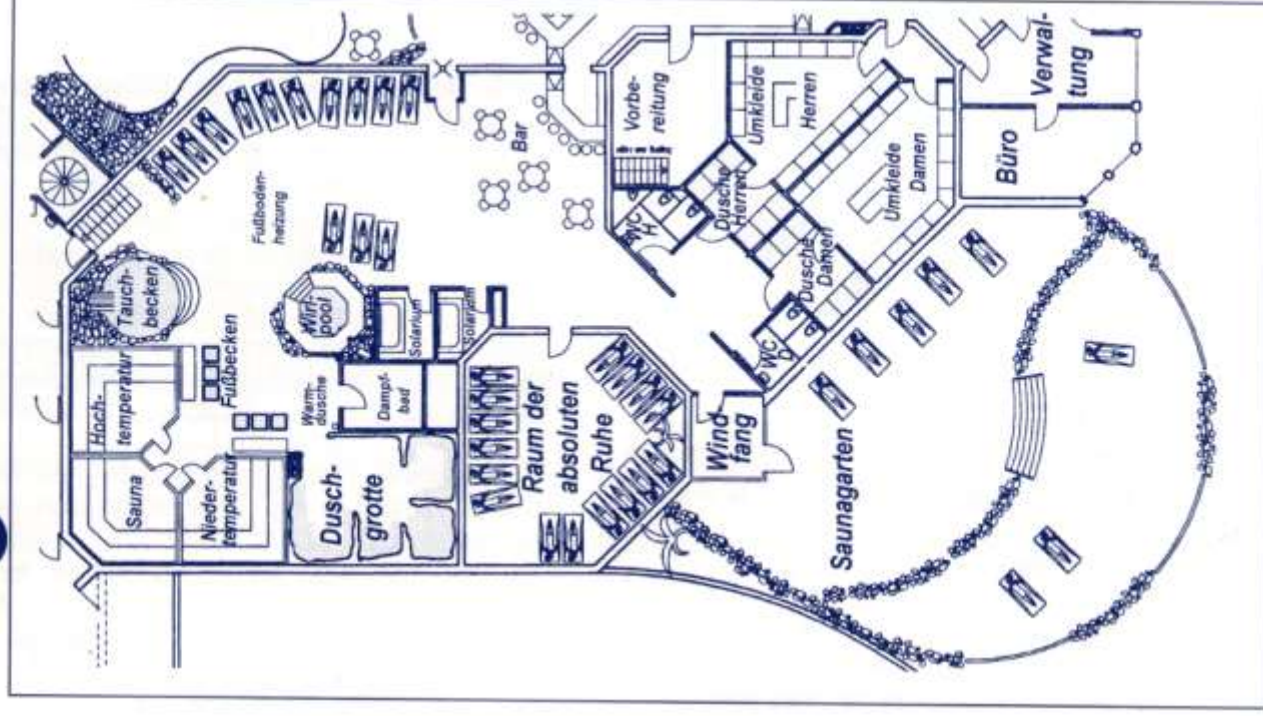 Hoch-
temperatur
Sauna
Nieder-
temperatur
Tauch-
becken
Fußbecken
Fußboden-
heizung
Warm-
dusche
Whirl-
pool
Dusch-
grotte
Dampf-
bad
Solarium
Solarium
Raum der
absoluten
Ruhe
Bar
Vorbe-
reitung
Umkleide
Herren
Dusche
Herren
WC
H
Umkleide
Damen
Dusche
Damen
WC
D
Wind
fang
Büro
Verwal-
tung
Saunagarten